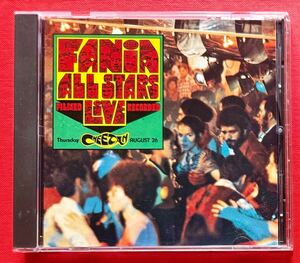 FANIA
ALL STARS
FILMED LIVE RECORDED
Thursday CHEETAH AUGUST 26